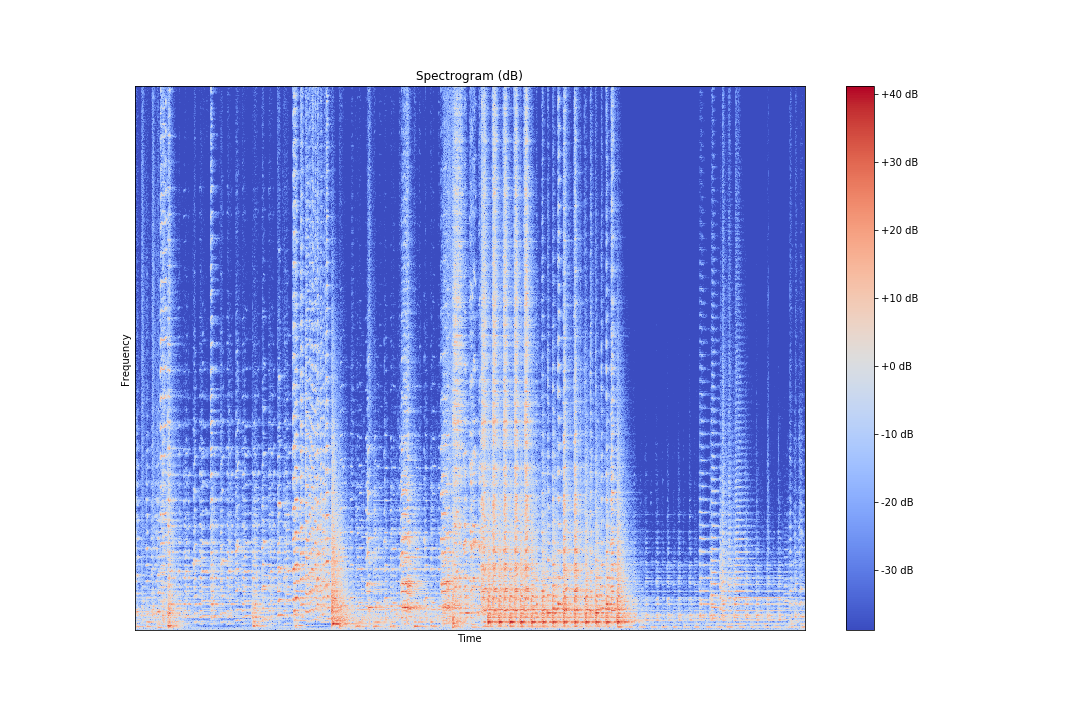 Spectrogram (dB)
Frequency
Time
+40 dB
+30 dB
+20 dB
+10 dB
+0 dB
-10 dB
-20 dB
-30 dB